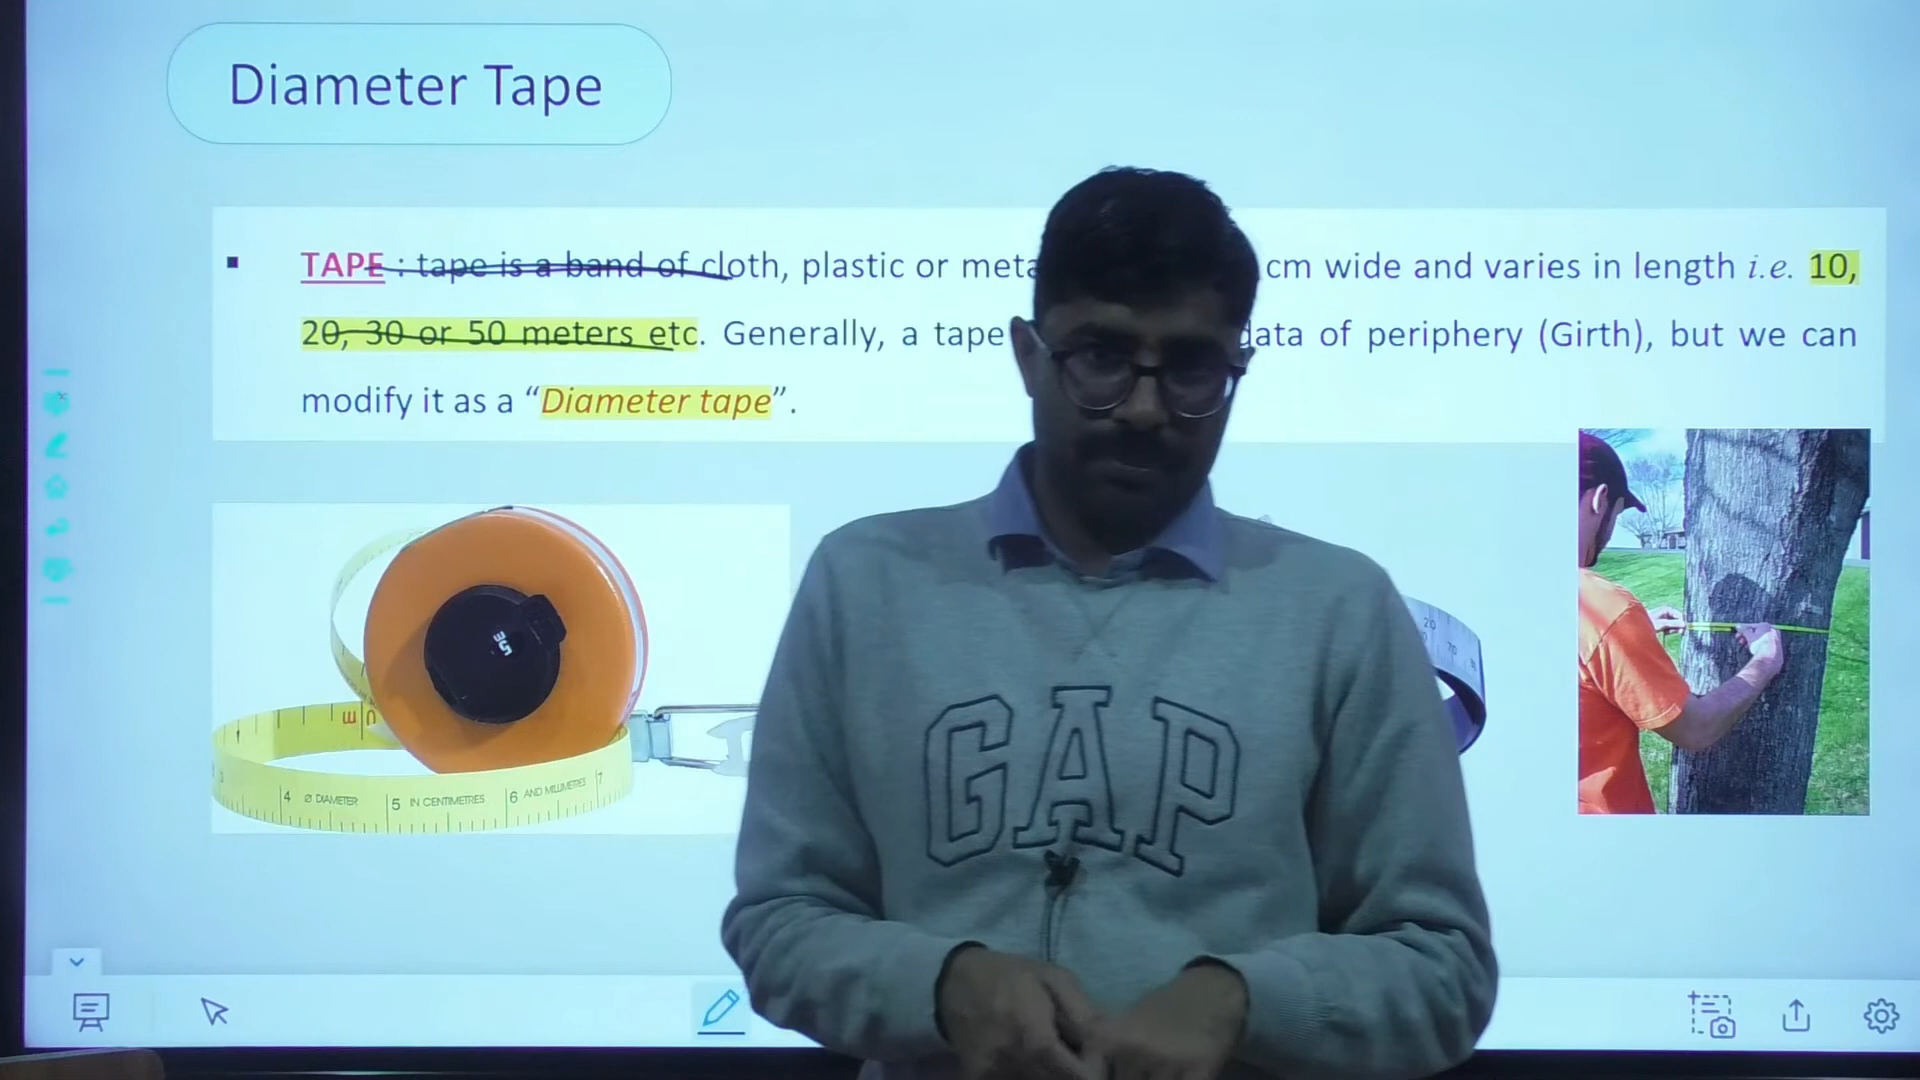 Diameter Tape
▪ TAPE : tape is a band of cloth, plastic or cm wide and varies in length i.e. 10,
20, 30 or 50 meters etc. Generally, a tape data of periphery (Girth), but we can
modify it as a “Diameter tape”.
4 Ø DIAMETER 5 IN CENTIMETRES 6 AND MILLIMETRES 7
20
70
GAP